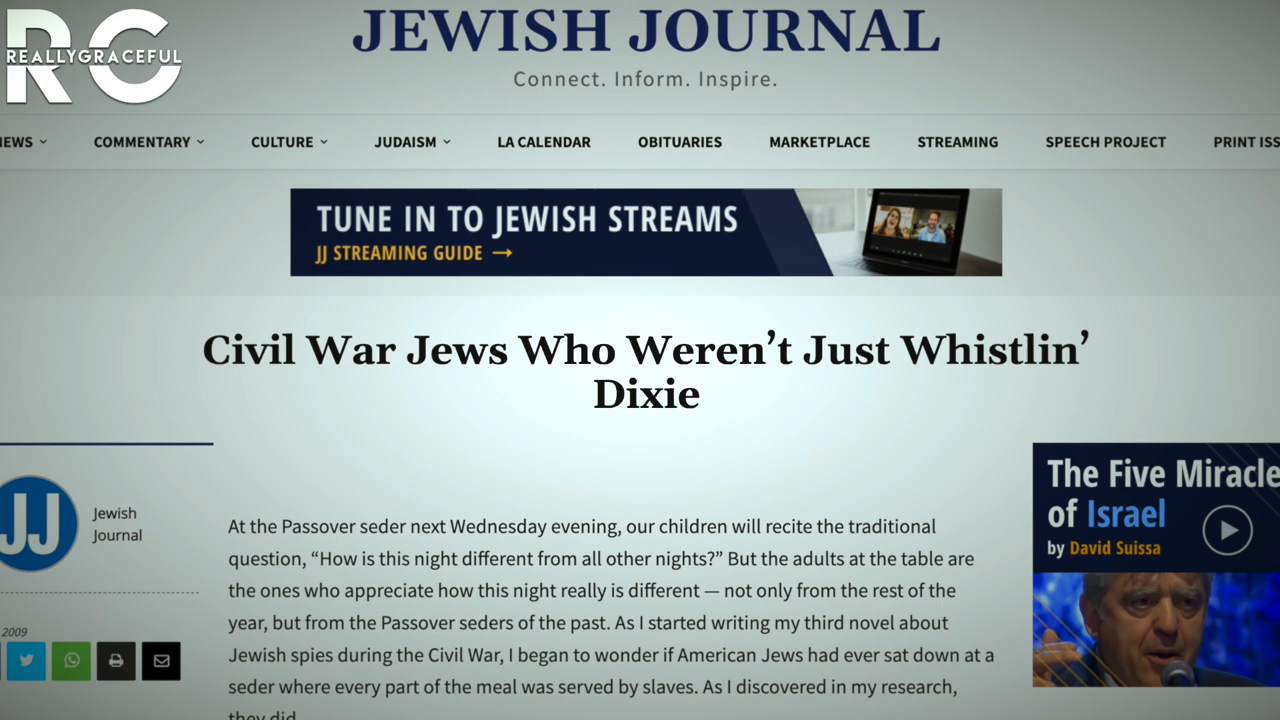 RG
REALLYGRACEFUL
JEWISH JOURNAL
Connect. Inform. Inspire.
COMMENTARY
CULTURE
JUDAISM
LA CALENDAR
OBITUARIES
MARKETPLACE
STREAMING
SPEECH PROJECT
PRINT
TUNE IN TO JEWISH STREAMS
JJ STREAMING GUIDE →
Civil War Jews Who Weren’t Just Whistlin’
Dixie
JJ
Jewish
Journal
2009
At the Passover seder next Wednesday evening, our children will recite the traditional
question, “How is this night different from all other nights?” But the adults at the table are
the ones who appreciate how this night really is different — not only from the rest of the
year, but from the Passover seders of the past. As I started writing my third novel about
Jewish spies during the Civil War, I began to wonder if American Jews had ever sat down at a
seder where every part of the meal was served by slaves. As I discovered in my research,
they did.
The Five Miracle
of Israel
by David Suissa